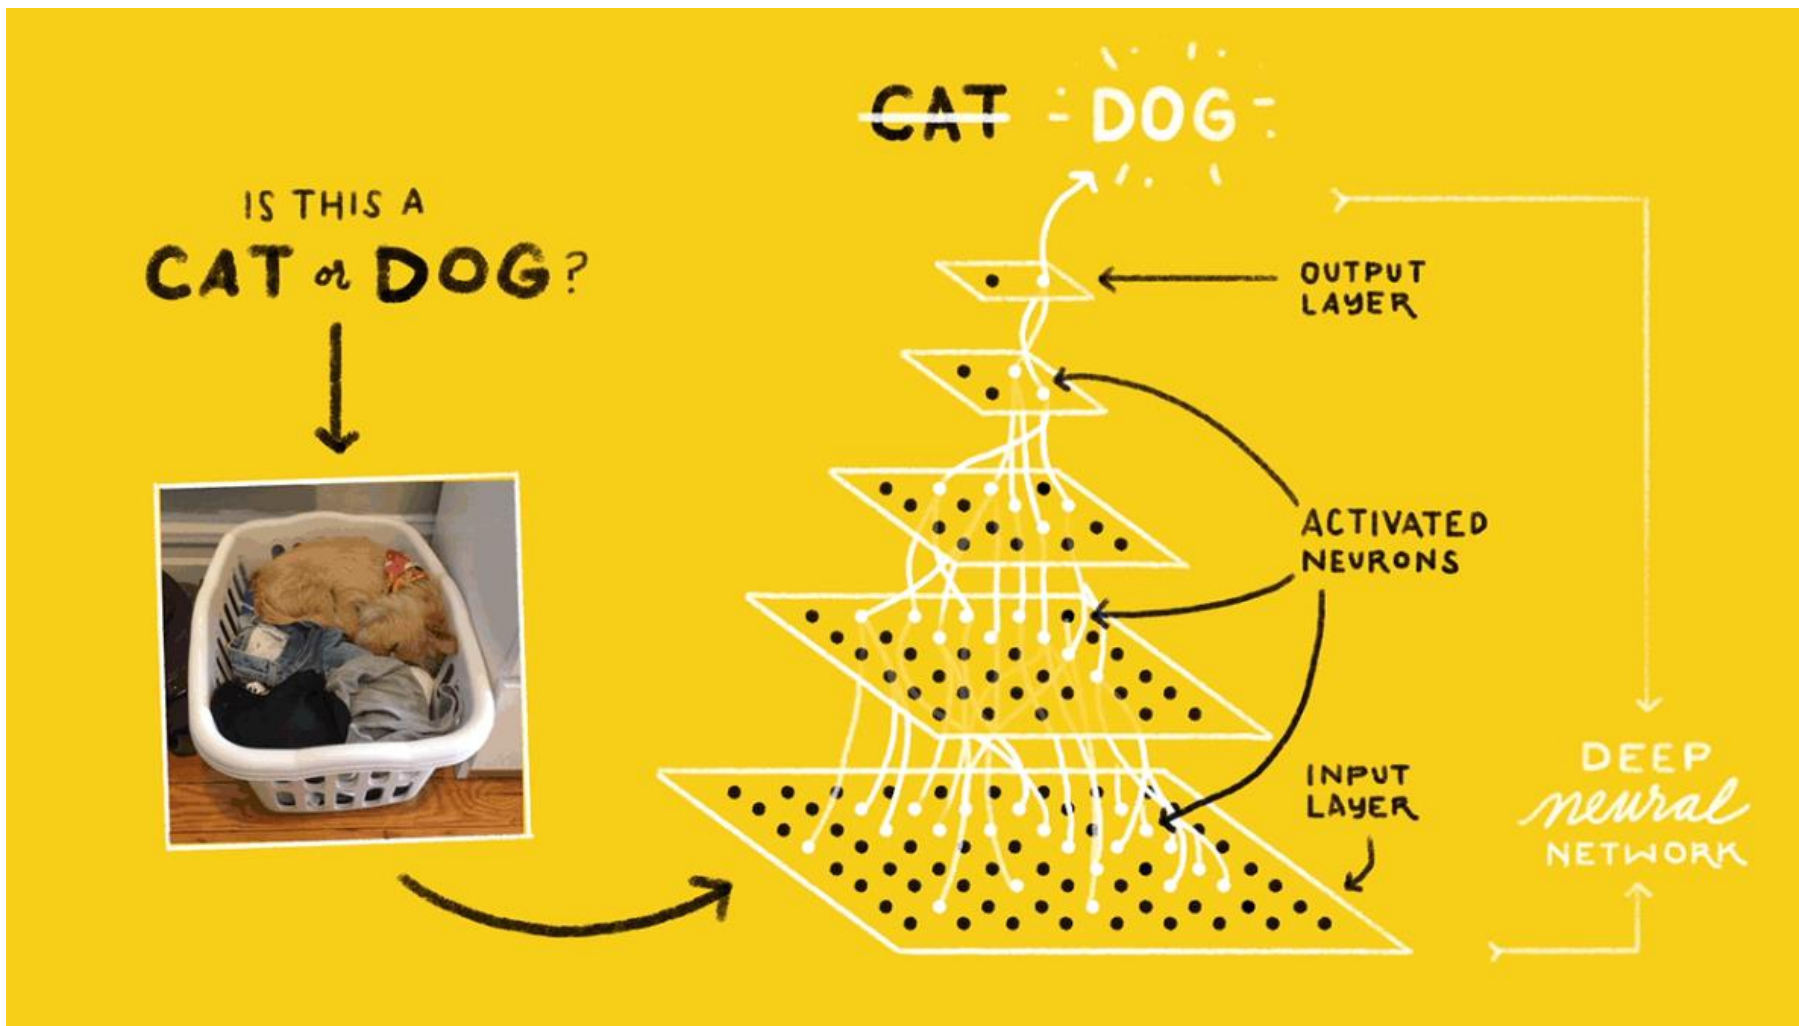 IS THIS A
CAT or DOG?
CAT DOG
OUTPUT
LAYER
ACTIVATED
NEURONS
INPUT
LAYER
DEEP
neural
NETWORK